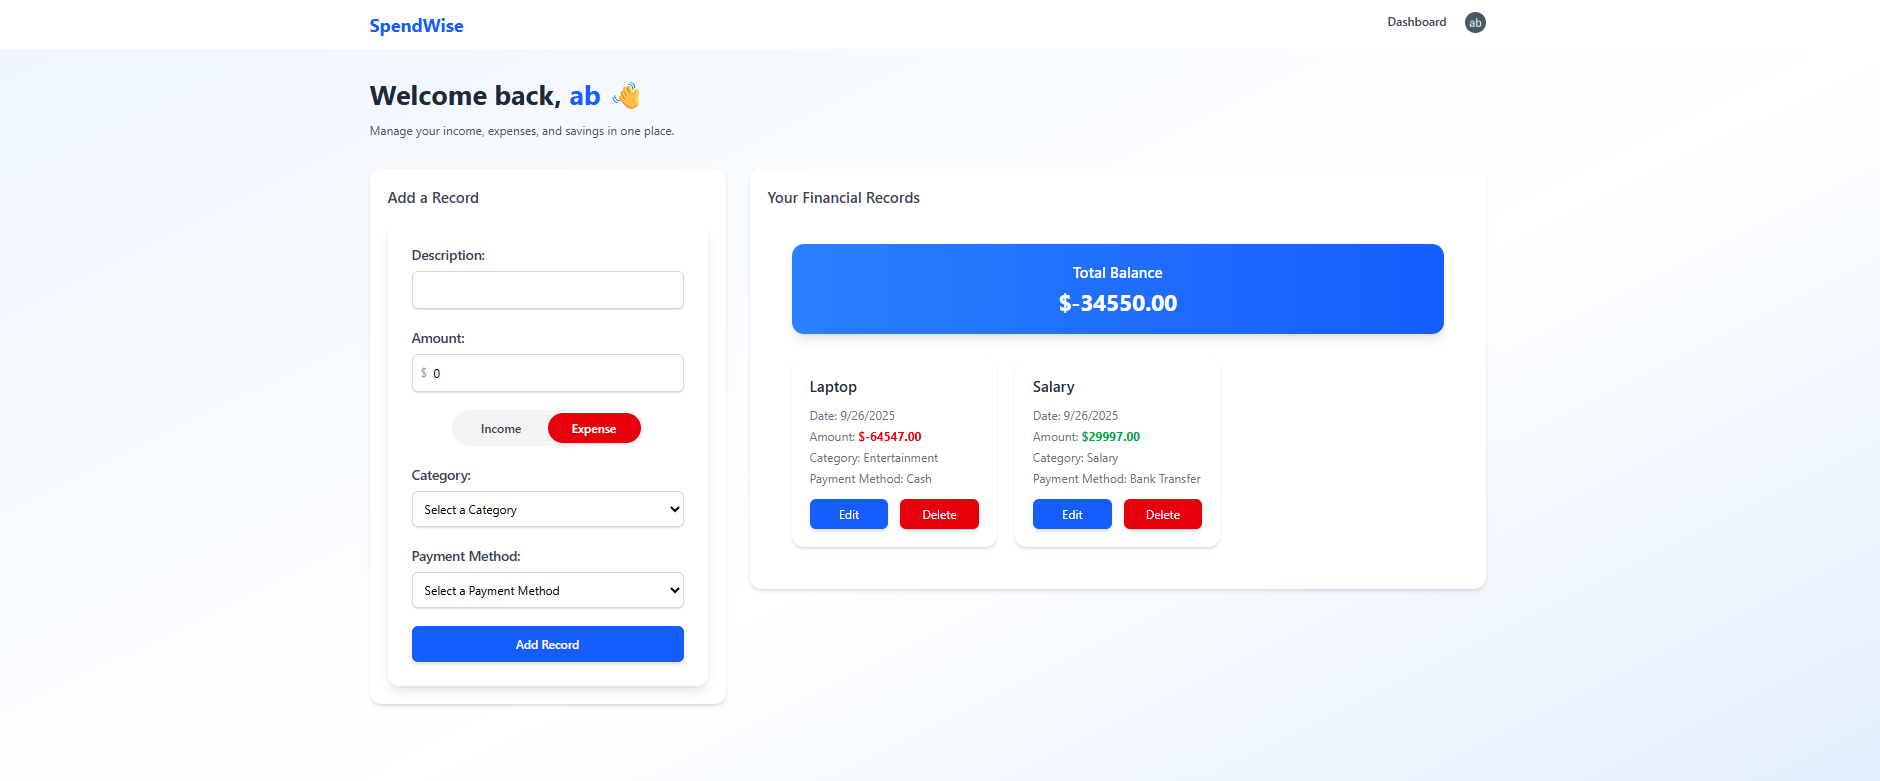 SpendWise
Dashboard
ab
Welcome back, ab 👋
Manage your income, expenses, and savings in one place.
Add a Record
Description:
Amount:
$ 0
Income
Expense
Category:
Select a Category
Payment Method:
Select a Payment Method
Add Record
Your Financial Records
Total Balance
$-34550.00
Laptop
Date: 9/26/2025
Amount: $-64547.00
Category: Entertainment
Payment Method: Cash
Edit
Delete
Salary
Date: 9/26/2025
Amount: $29997.00
Category: Salary
Payment Method: Bank Transfer
Edit
Delete